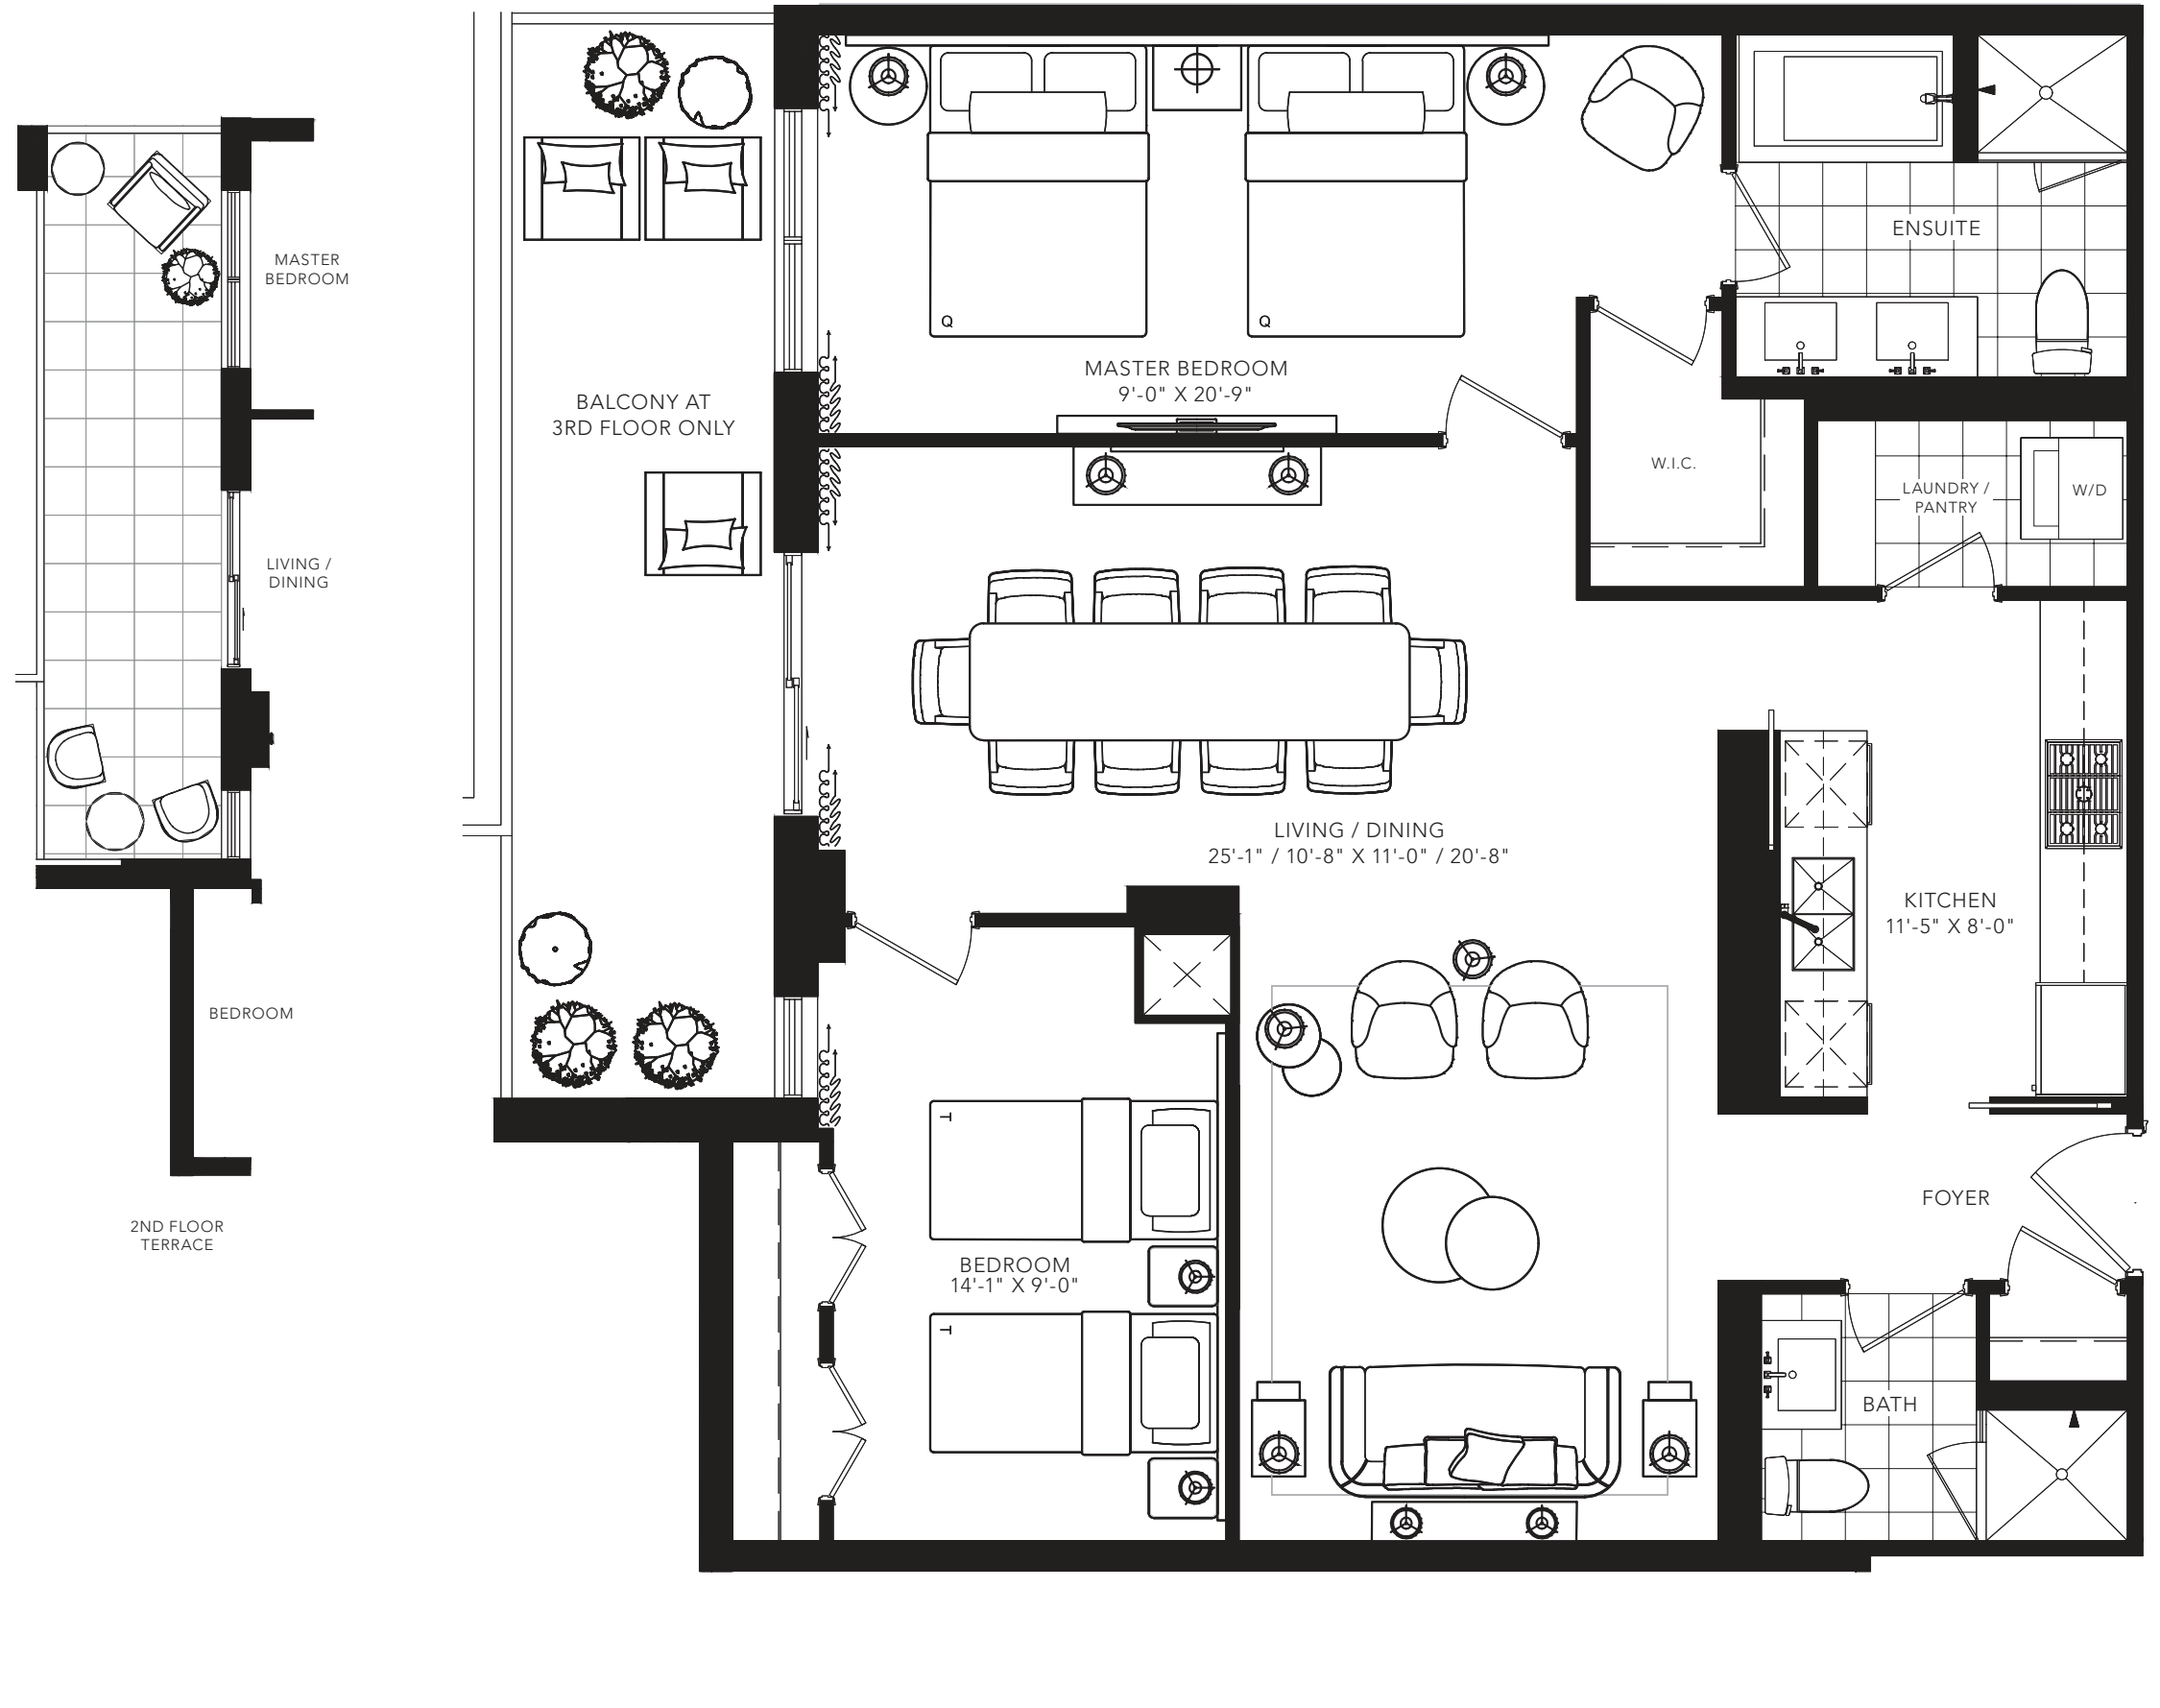 MASTER
BEDROOM
LIVING /
DINING
BEDROOM
2ND FLOOR
TERRACE
BALCONY AT
3RD FLOOR ONLY
Q
Q
MASTER BEDROOM
9'-0" X 20'-9"
ENSUITE
W.I.C.
LAUNDRY /
PANTRY
W/D
LIVING / DINING
25'-1" / 10'-8" X 11'-0" / 20'-8"
KITCHEN
11'-5" X 8'-0"
FOYER
T
BEDROOM
14'-1" X 9'-0"
T
BATH